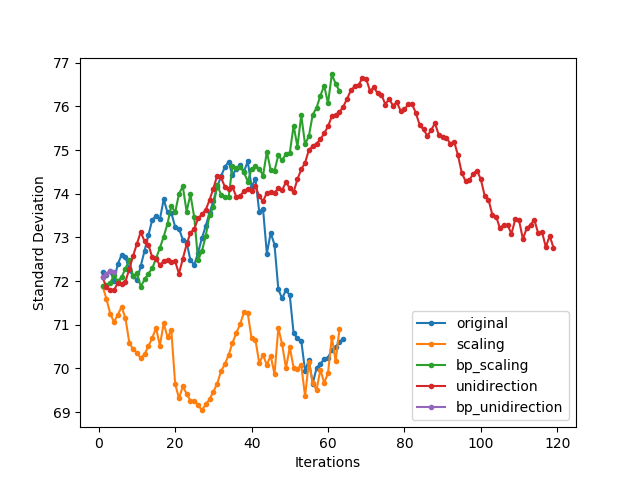 77
76
75
74
73
72
71
70
69
Standard Deviation
0
20
40
60
80
100
120
Iterations
original
scaling
bp_scaling
unidirection
bp_unidirection